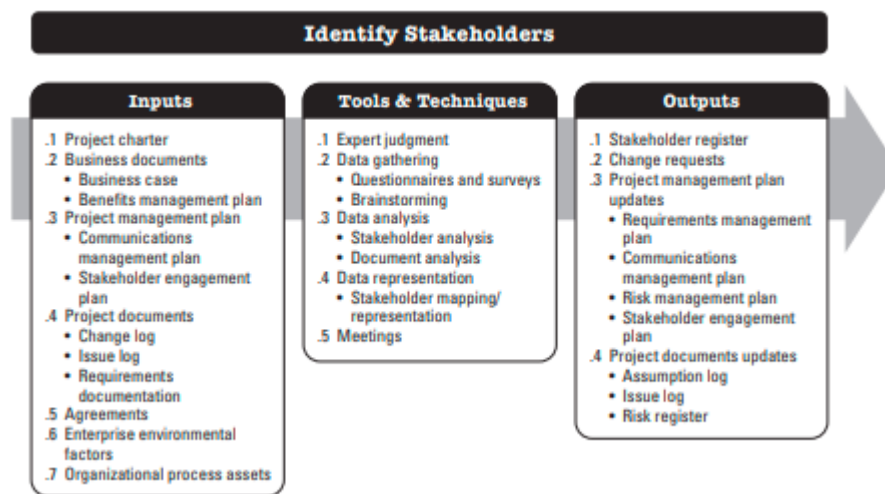 Identify Stakeholders
Inputs
.1 Project charter
.2 Business documents
• Business case
• Benefits management plan
.3 Project management plan
• Communications
management plan
• Stakeholder engagement
plan
.4 Project documents
• Change log
• Issue log
• Requirements
documentation
.5 Agreements
.6 Enterprise environmental
factors
.7 Organizational process assets
Tools & Techniques
.1 Expert judgment
.2 Data gathering
• Questionnaires and surveys
• Brainstorming
.3 Data analysis
• Stakeholder analysis
• Document analysis
.4 Data representation
• Stakeholder mapping/
representation
.5 Meetings
Outputs
.1 Stakeholder register
.2 Change requests
.3 Project management plan
updates
• Requirements management
plan
• Communications
management plan
• Risk management plan
• Stakeholder engagement
plan
.4 Project documents updates
• Assumption log
• Issue log
• Risk register